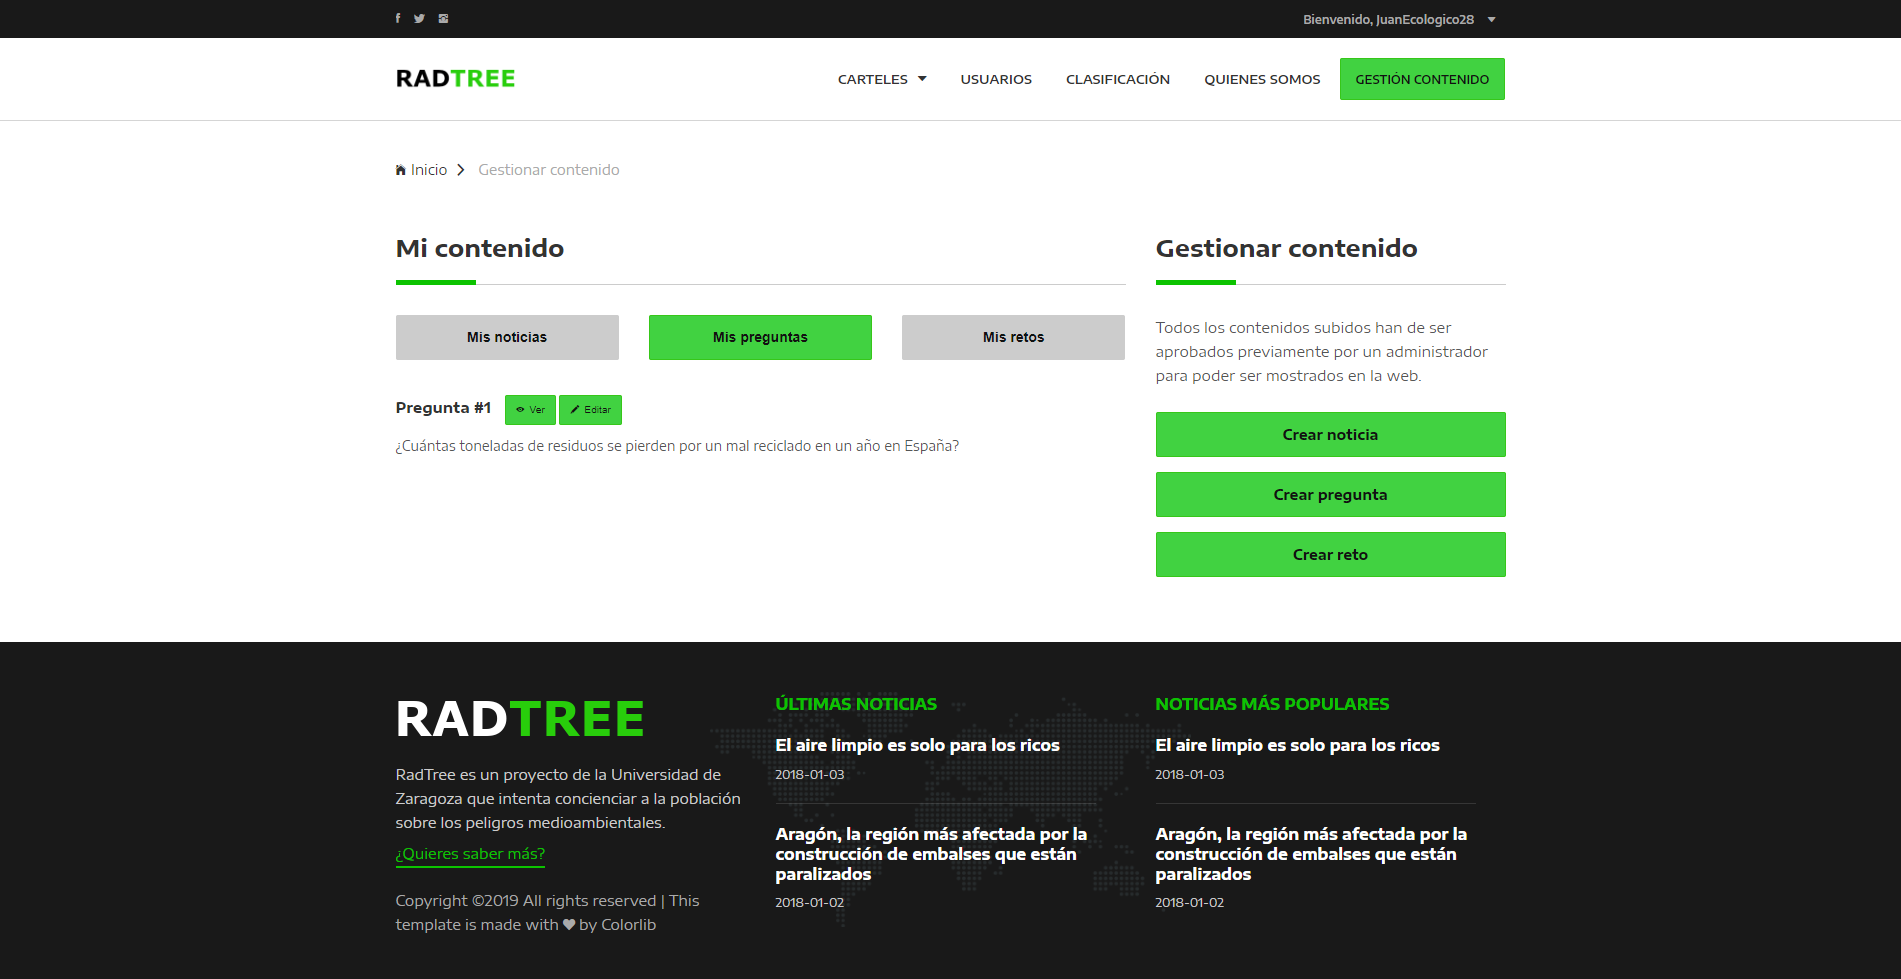 Bienvenido, JuanEcologico28
RADTREE
CARTELES
USUARIOS
CLASIFICACIÓN
QUIENES SOMOS
GESTIÓN CONTENIDO
Inicio
Gestionar contenido
Mi contenido
Mis noticias
Mis preguntas
Mis retos
Pregunta #1
Ver
Editar
¿Cuántas toneladas de residuos se pierden por un mal reciclado en un año en España?
Gestionar contenido
Todos los contenidos subidos han de ser
aprobados previamente por un administrador
para poder ser mostrados en la web.
Crear noticia
Crear pregunta
Crear reto
RADTREE
RadTree es un proyecto de la Universidad de
Zaragoza que intenta concienciar a la población
sobre los peligros medioambientales.
¿Quieres saber más?
Copyright ©2019 All rights reserved | This
template is made with ♥ by Colorlib
ÚLTIMAS NOTICIAS
El aire limpio es solo para los ricos
2018-01-03
Aragón, la región más afectada por la
construcción de embalses que están
paralizados
2018-01-02
NOTICIAS MÁS POPULARES
El aire limpio es solo para los ricos
2018-01-03
Aragón, la región más afectada por la
construcción de embalses que están
paralizados
2018-01-02